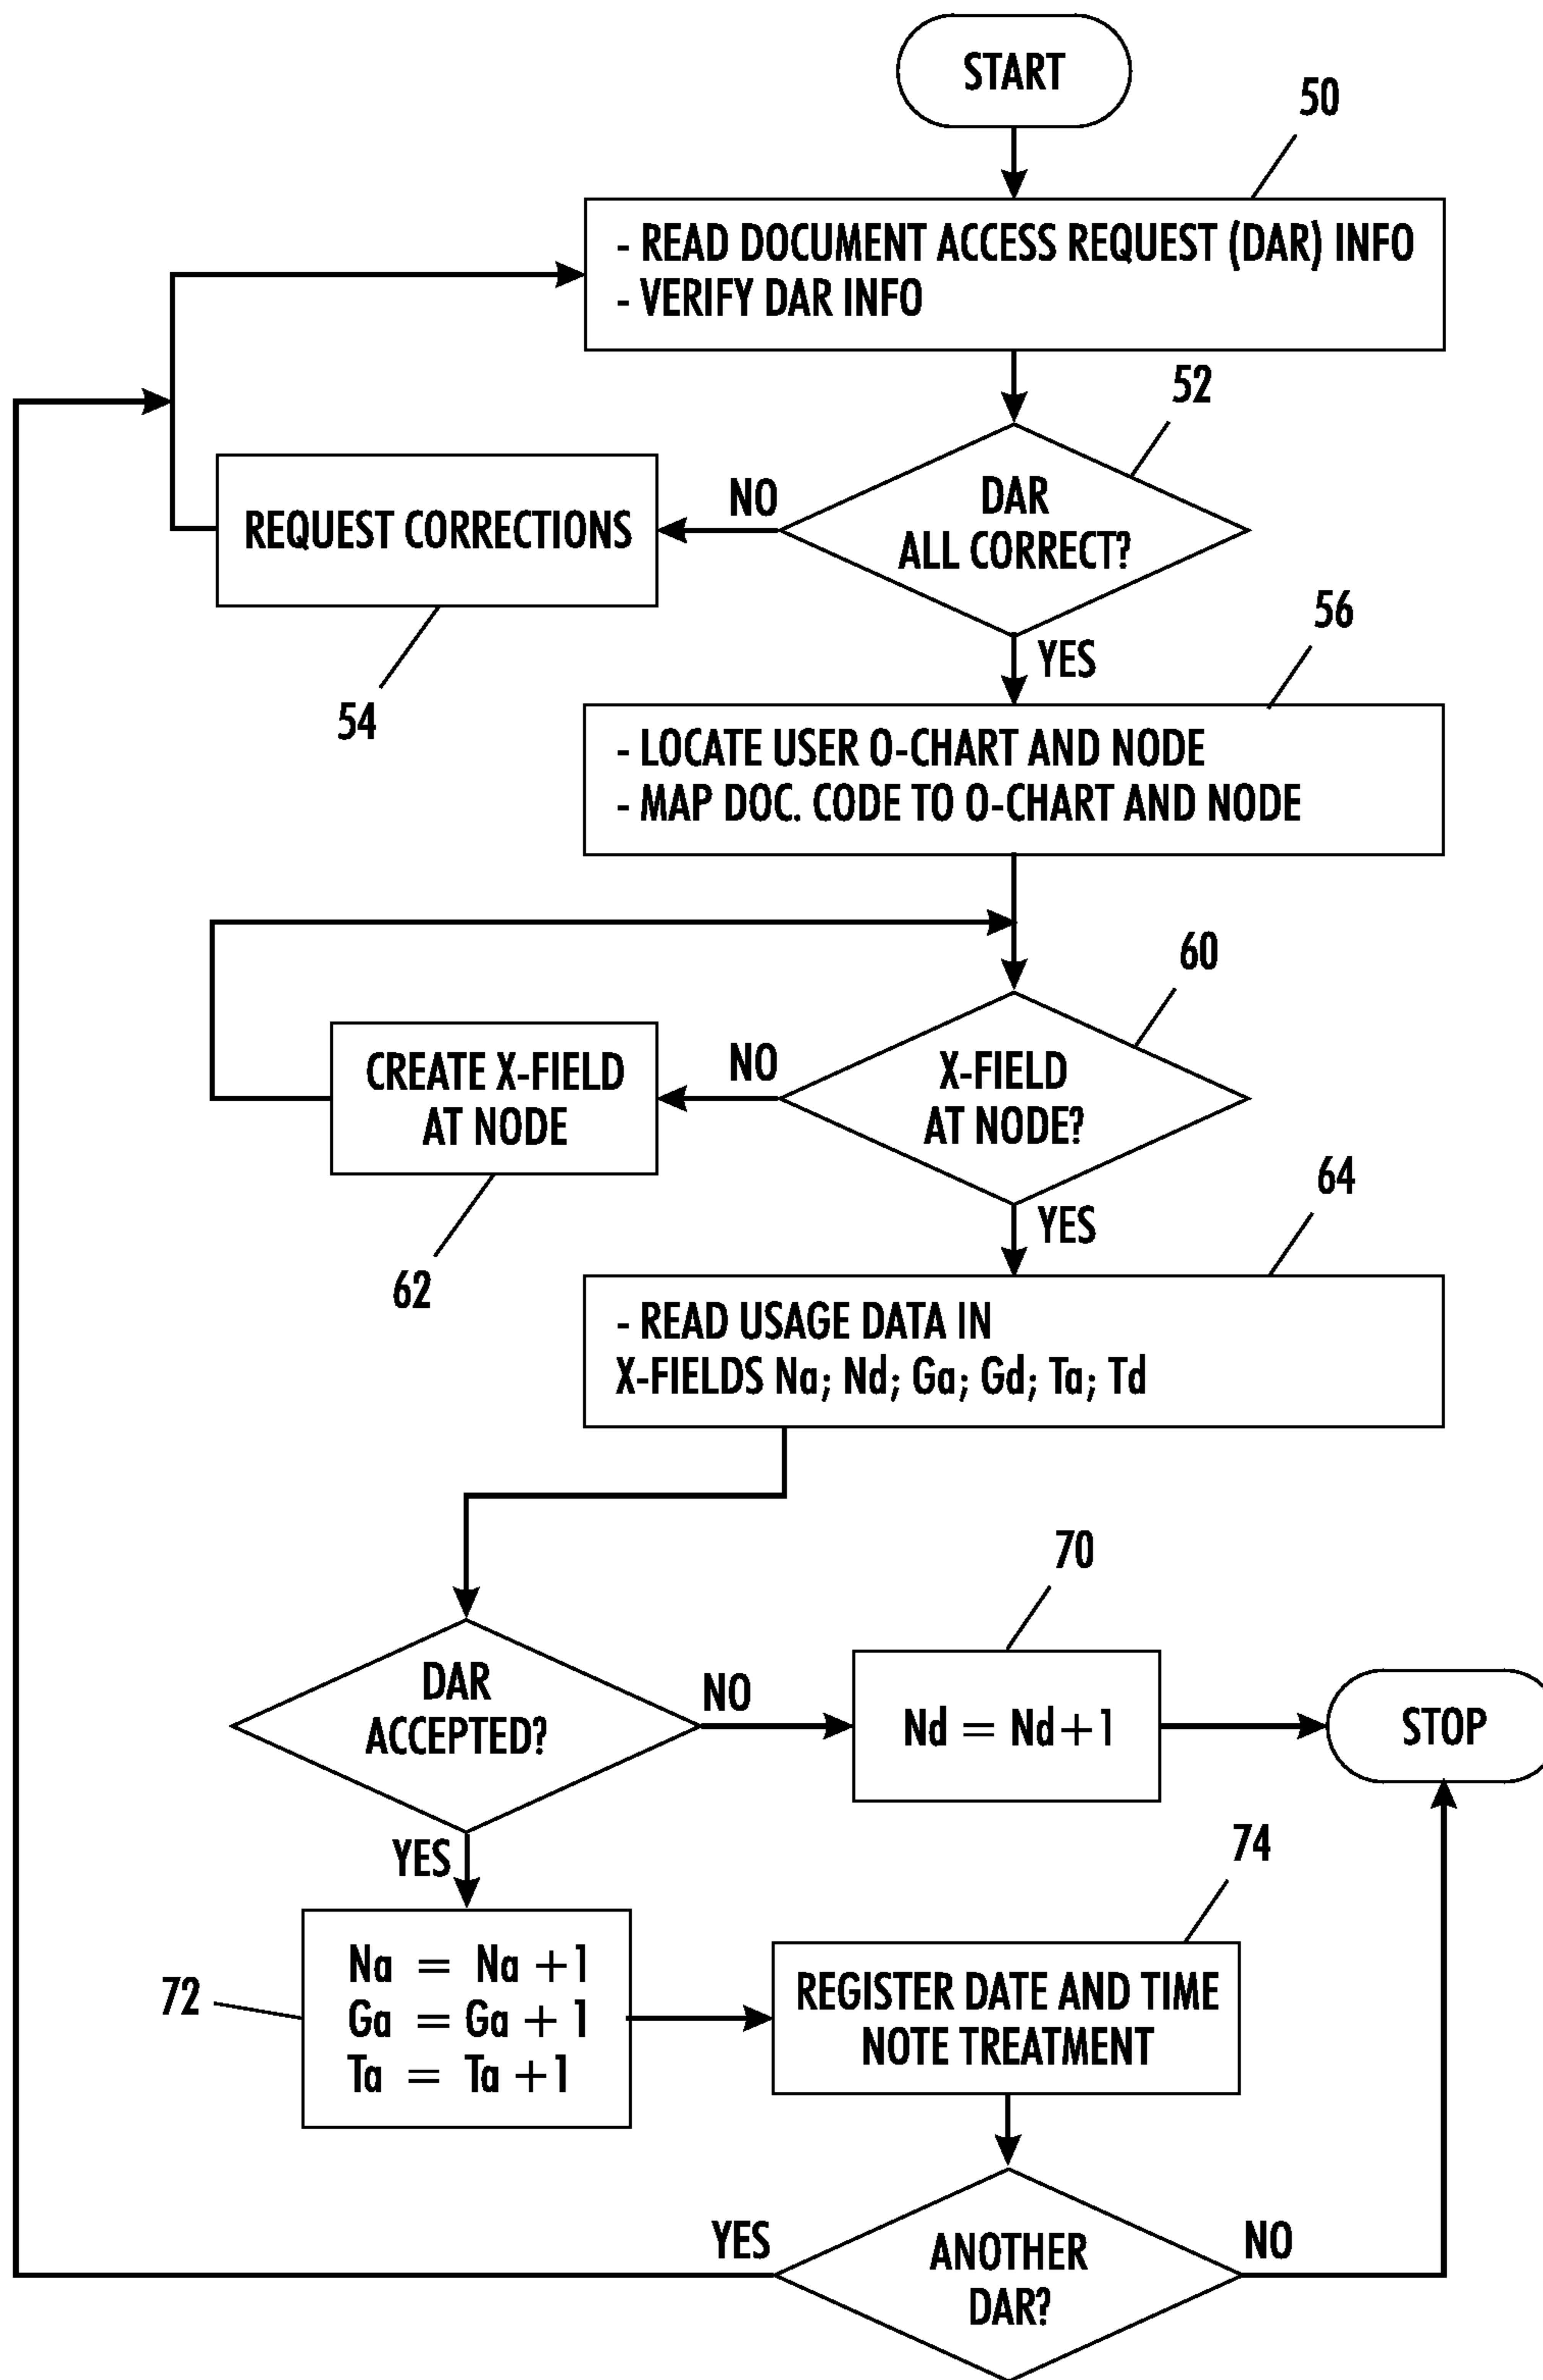 START
50
- READ DOCUMENT ACCESS REQUEST (DAR) INFO
- VERIFY DAR INFO
52
DAR
ALL CORRECT?
NO
REQUEST CORRECTIONS
54
YES
56
- LOCATE USER O-CHART AND NODE
- MAP DOC. CODE TO O-CHART AND NODE
60
X-FIELD
AT NODE?
NO
CREATE X-FIELD
AT NODE
62
YES
64
- READ USAGE DATA IN
X-FIELDS Na; Nd; Ga; Gd; Ta; Td
DAR
ACCEPTED?
NO
70
Nd = Nd+1
STOP
YES
72
Na = Na +1
Ga = Ga + 1
Ta = Ta +1
74
REGISTER DATE AND TIME
NOTE TREATMENT
YES
ANOTHER
DAR?
NO